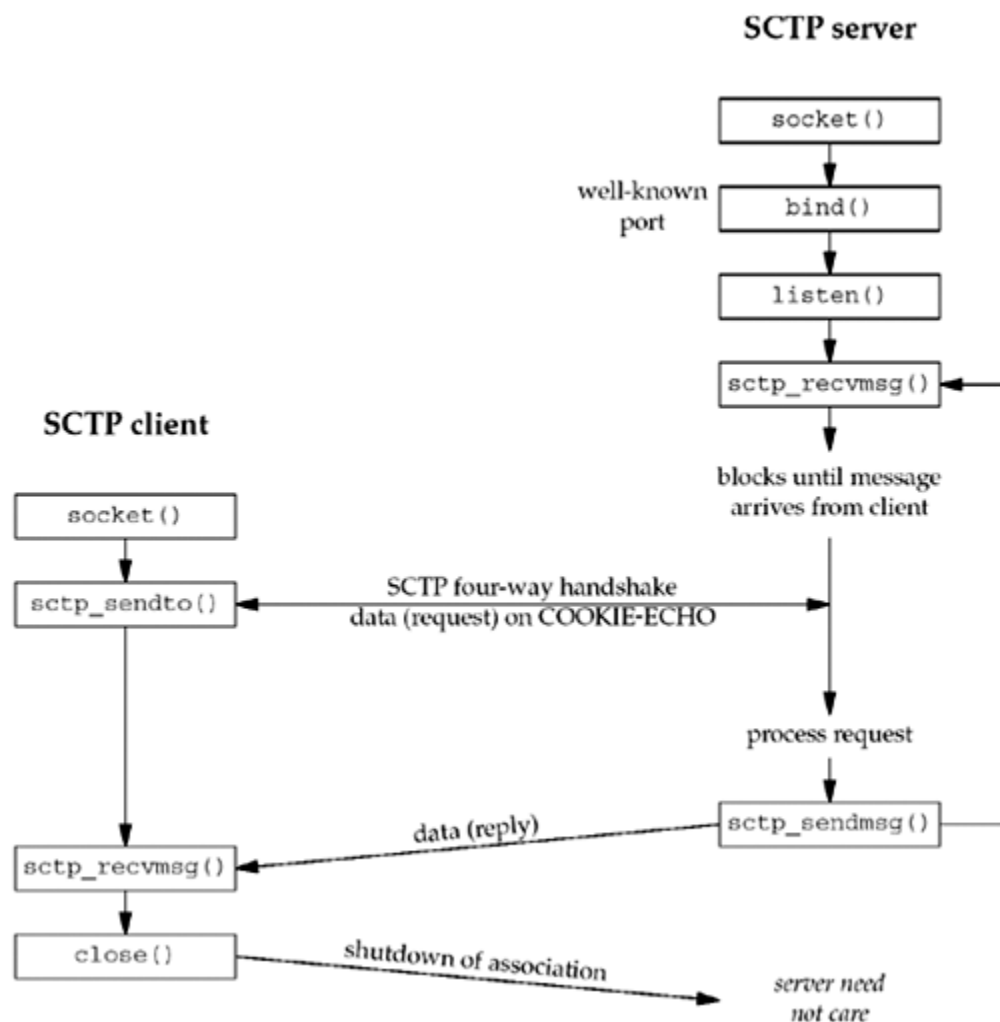 SCTP server
socket()
well-known
port
bind()
listen()
sctp_recvmsg()
blocks until message
arrives from client
SCTP client
socket()
sctp_sendto()
SCTP four-way handshake
data (request) on COOKIE-ECHO
process request
sctp_sendmsg()
data (reply)
sctp_recvmsg()
close()
shutdown of association
server need
not care